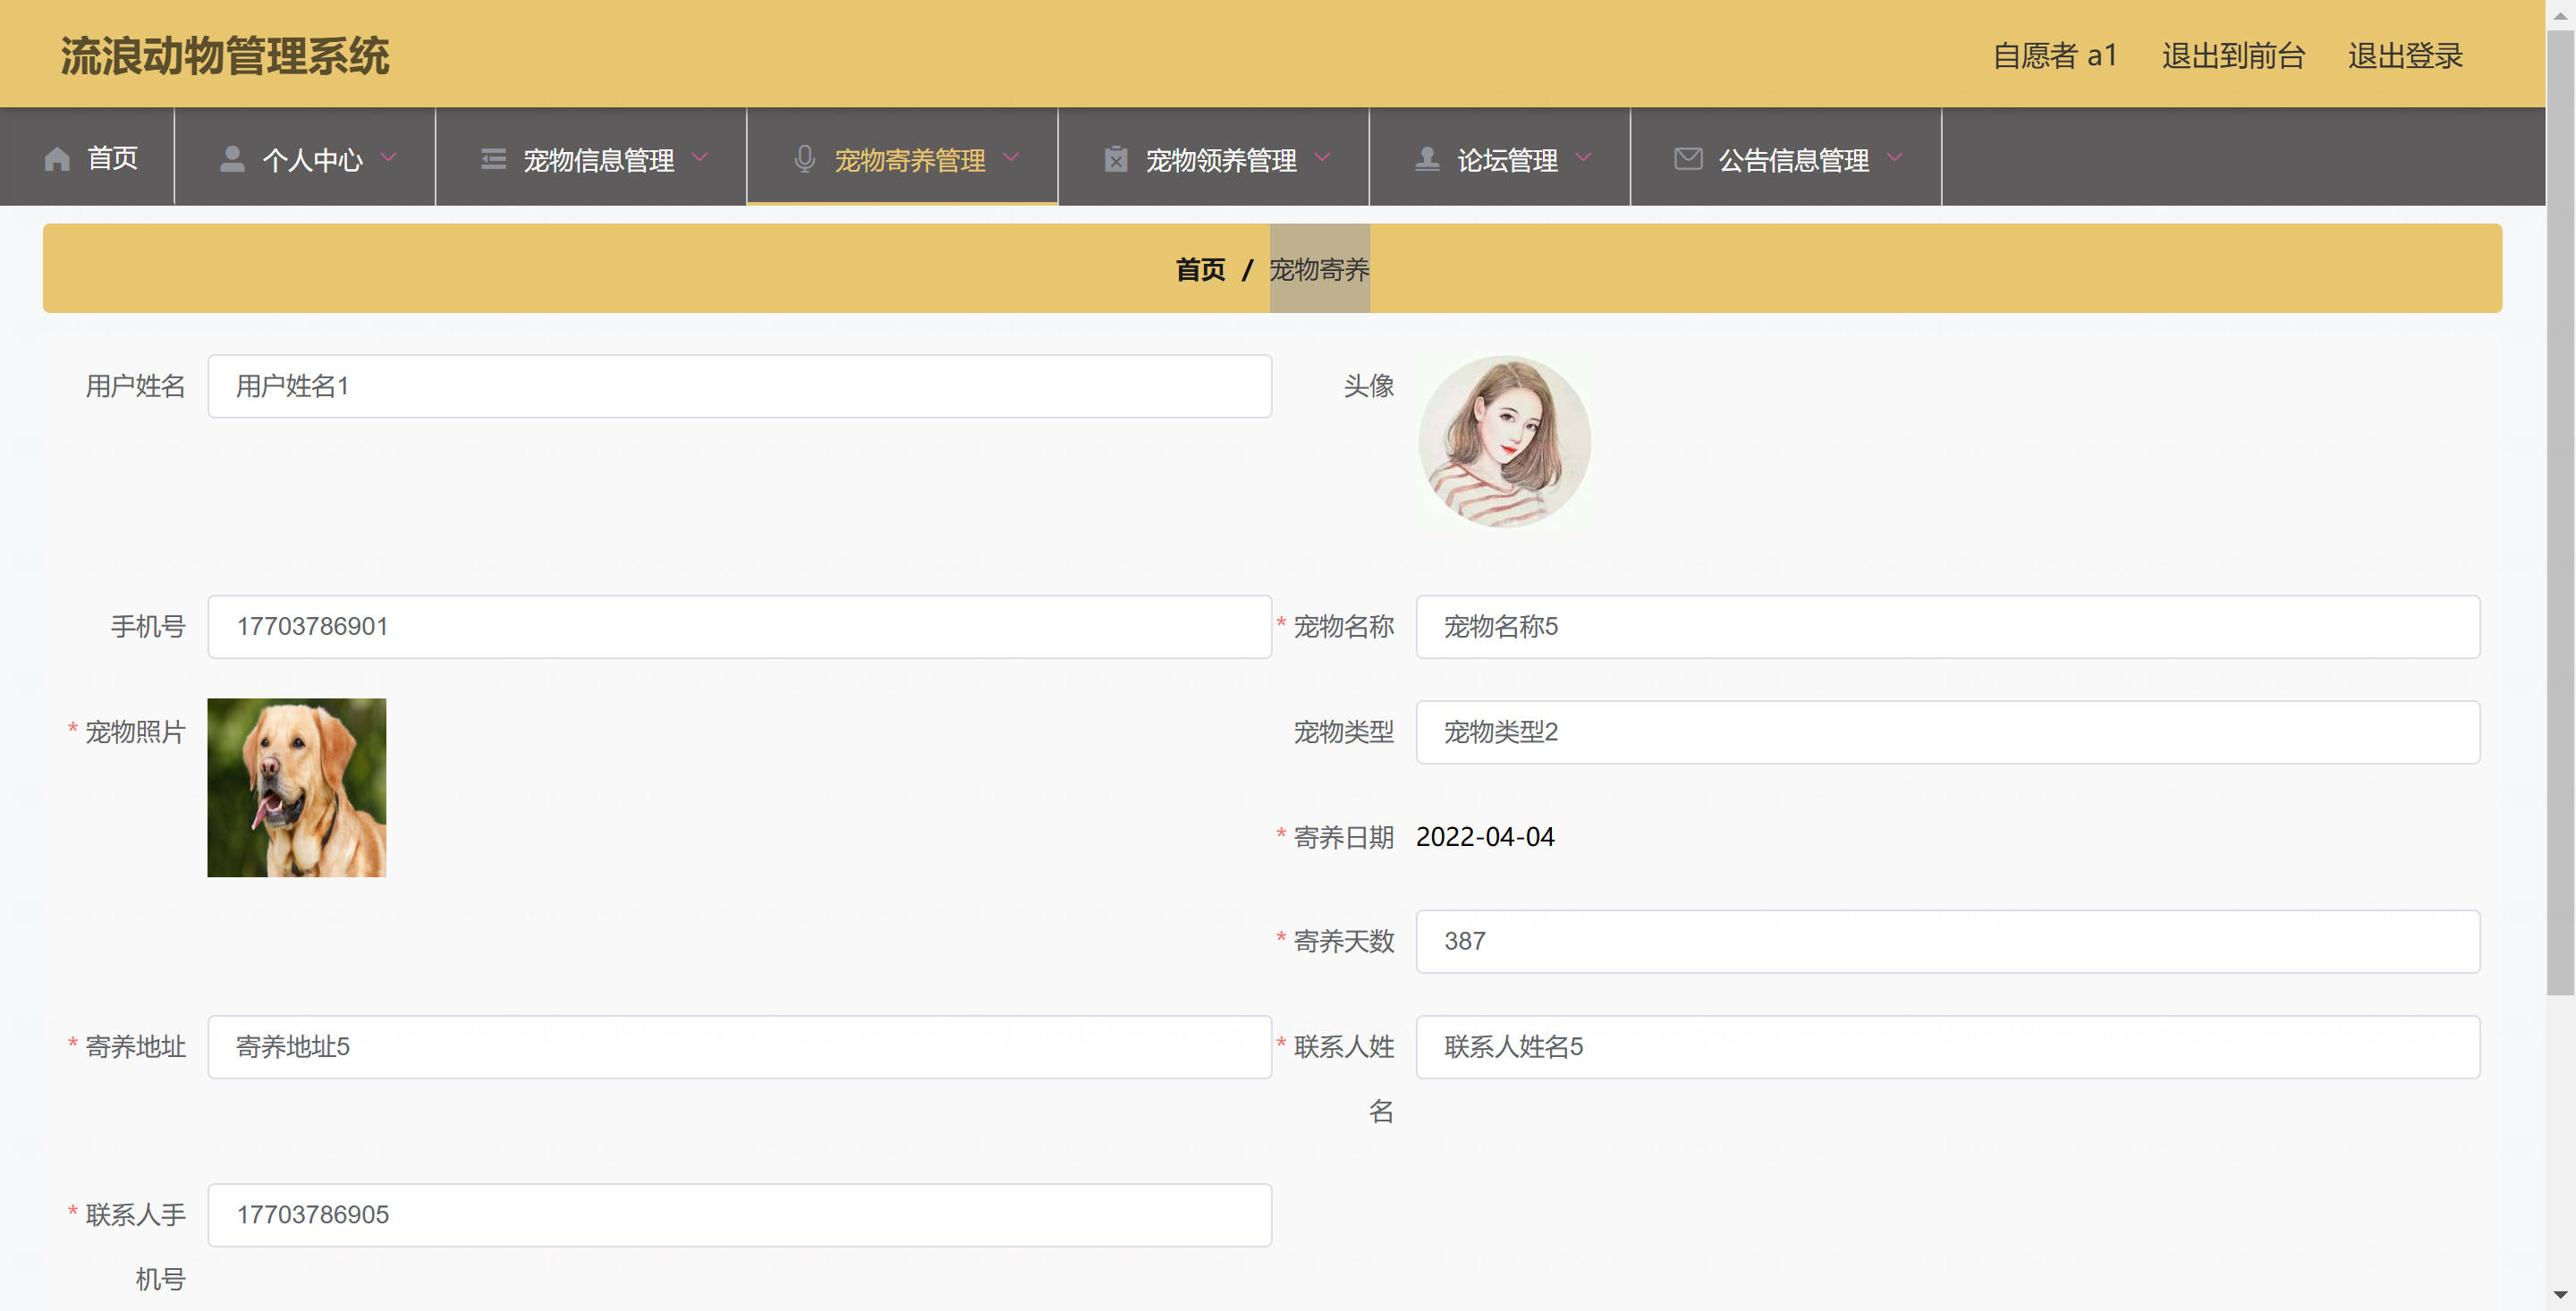 流浪动物管理系统
自愿者 a1 退出到前台 退出登录
首页 个人中心 宠物信息管理 宠物寄养管理 宠物领养管理 论坛管理 公告信息管理
首页 / 宠物寄养
用户姓名 用户姓名1 头像
手机号 17703786901 * 宠物名称 宠物名称5
* 宠物照片 宠物类型 宠物类型2
* 寄养日期 2022-04-04
* 寄养天数 387
* 寄养地址 寄养地址5 * 联系人姓 联系人姓名5
名
* 联系人手 17703786905
机号